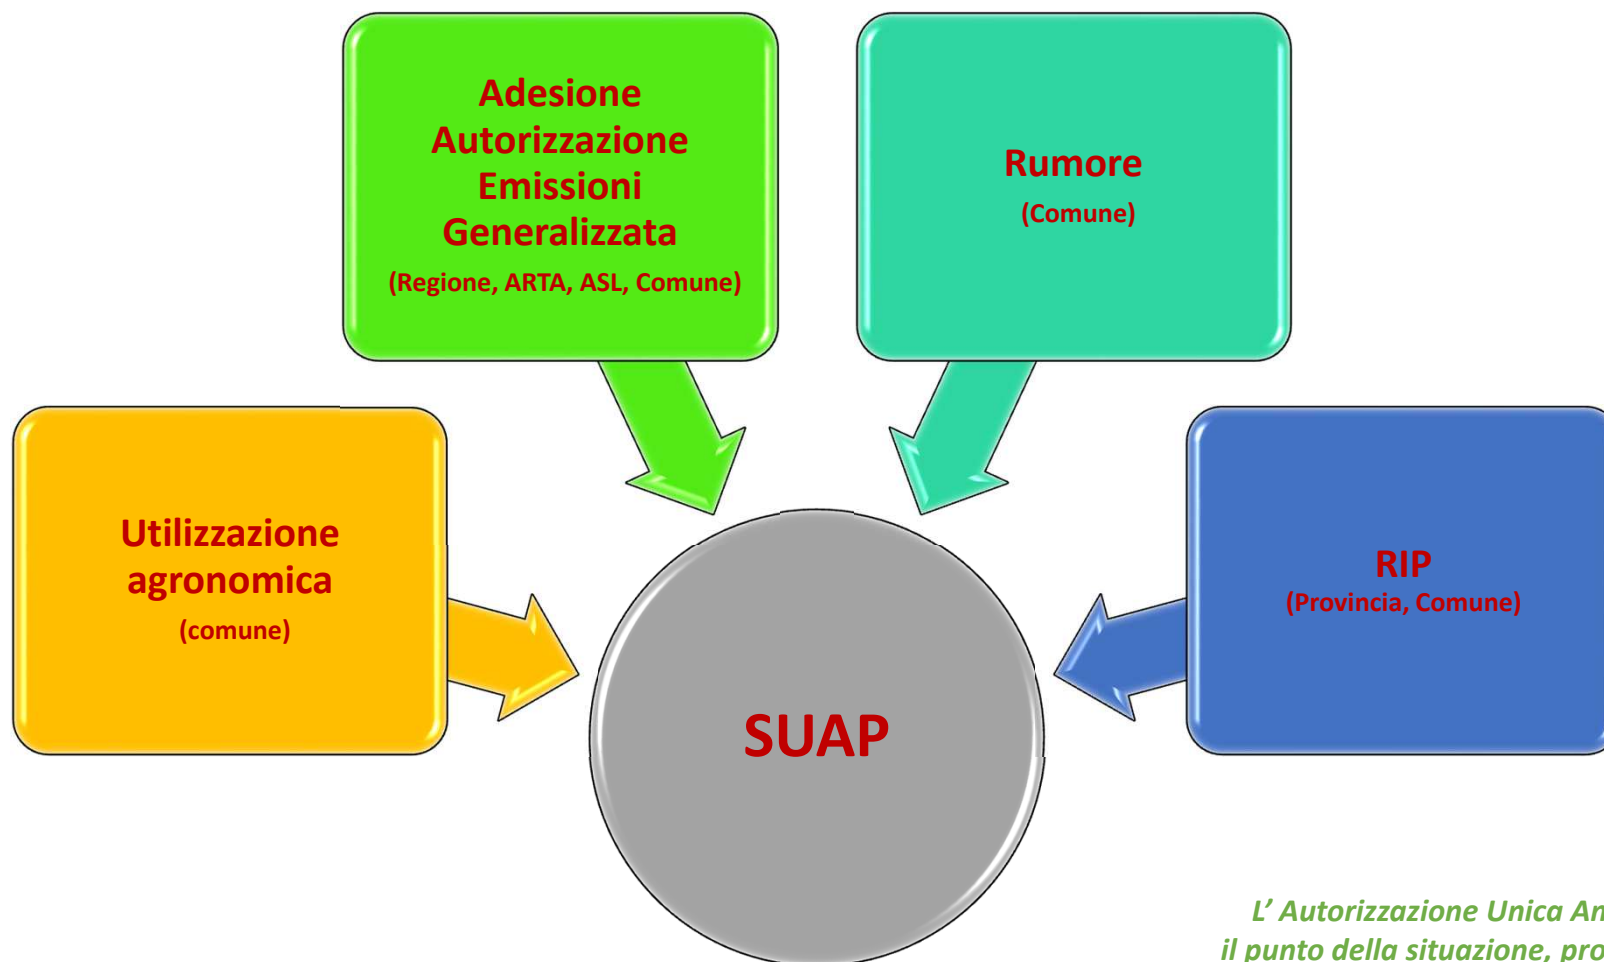 Adesione
Autorizzazione
Emissioni
Generalizzata
(Regione, ARTA, ASL, Comune)
Rumore
(Comune)
Utilizzazione
agronomica
(comune)
RIP
(Provincia, Comune)
SUAP
L’ Autorizzazione Unica
il punto della situazione,